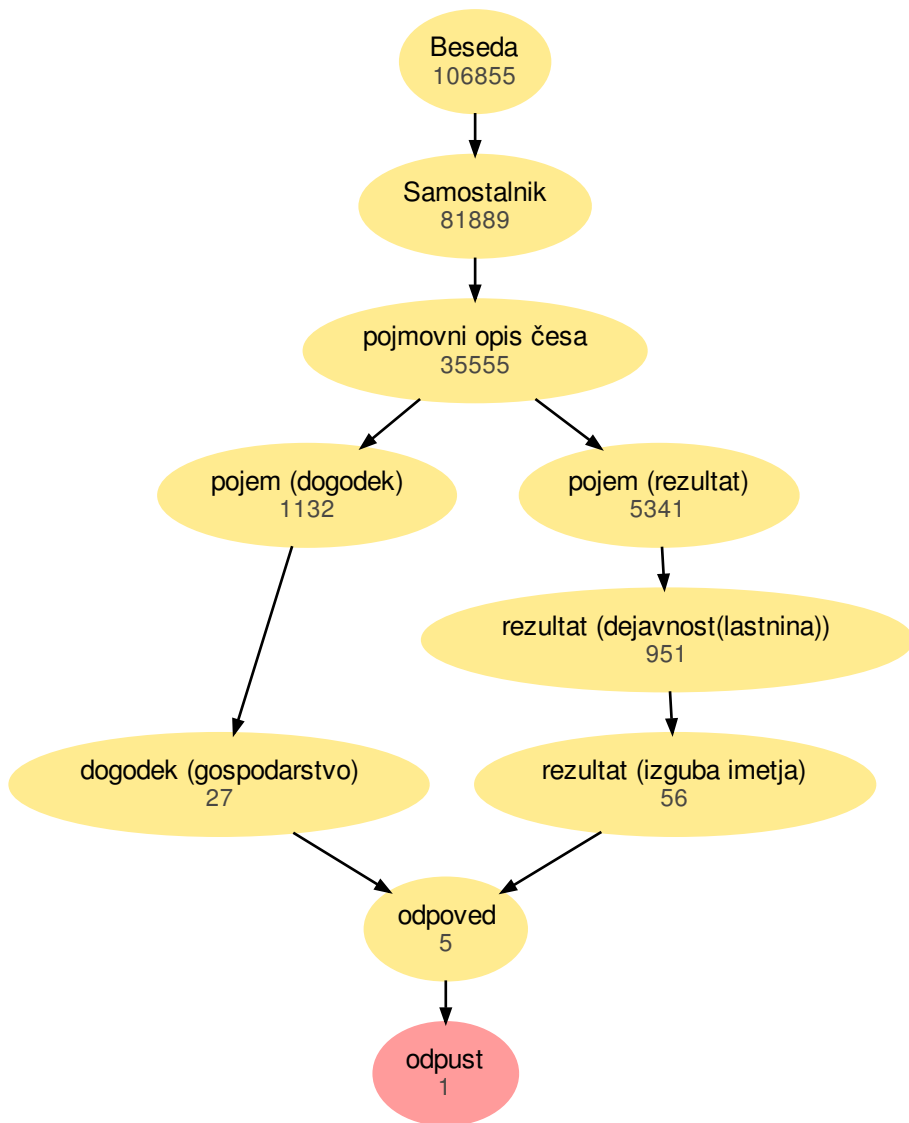 Beseda
106855
Samostalnik
81889
pojmovni opis česa
35555
pojem (dogodek)
1132
pojem (rezultat)
5341
rezultat (dejavnost(lastnina))
951
dogodek (gospodarstvo)
27
rezultat (izguba imetja)
56
odpoved
5
odpust
1